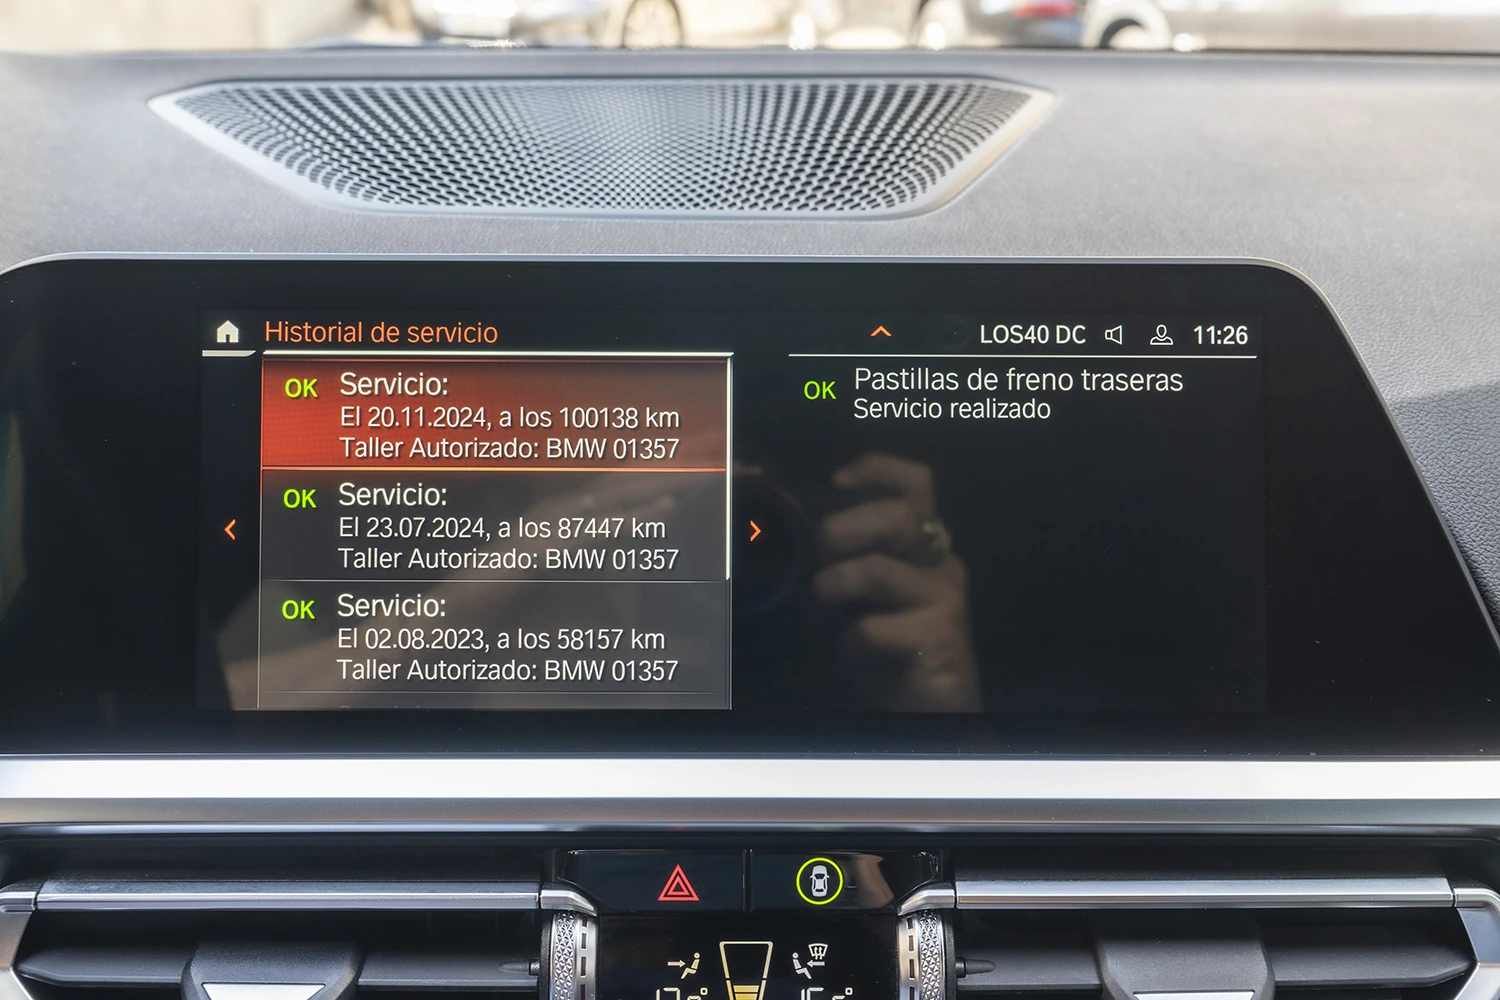 Historial de servicio
LOS40 DC
11:26
OK Servicio:
El 20.11.2024, a los 100138 km
Taller Autorizado: BMW 01357
OK Servicio:
El 23.07.2024, a los 87447 km
Taller Autorizado: BMW 01357
OK Servicio:
El 02.08.2023, a los 58157 km
Taller Autorizado: BMW 01357
OK Pastillas de freno traseras
Servicio realizado